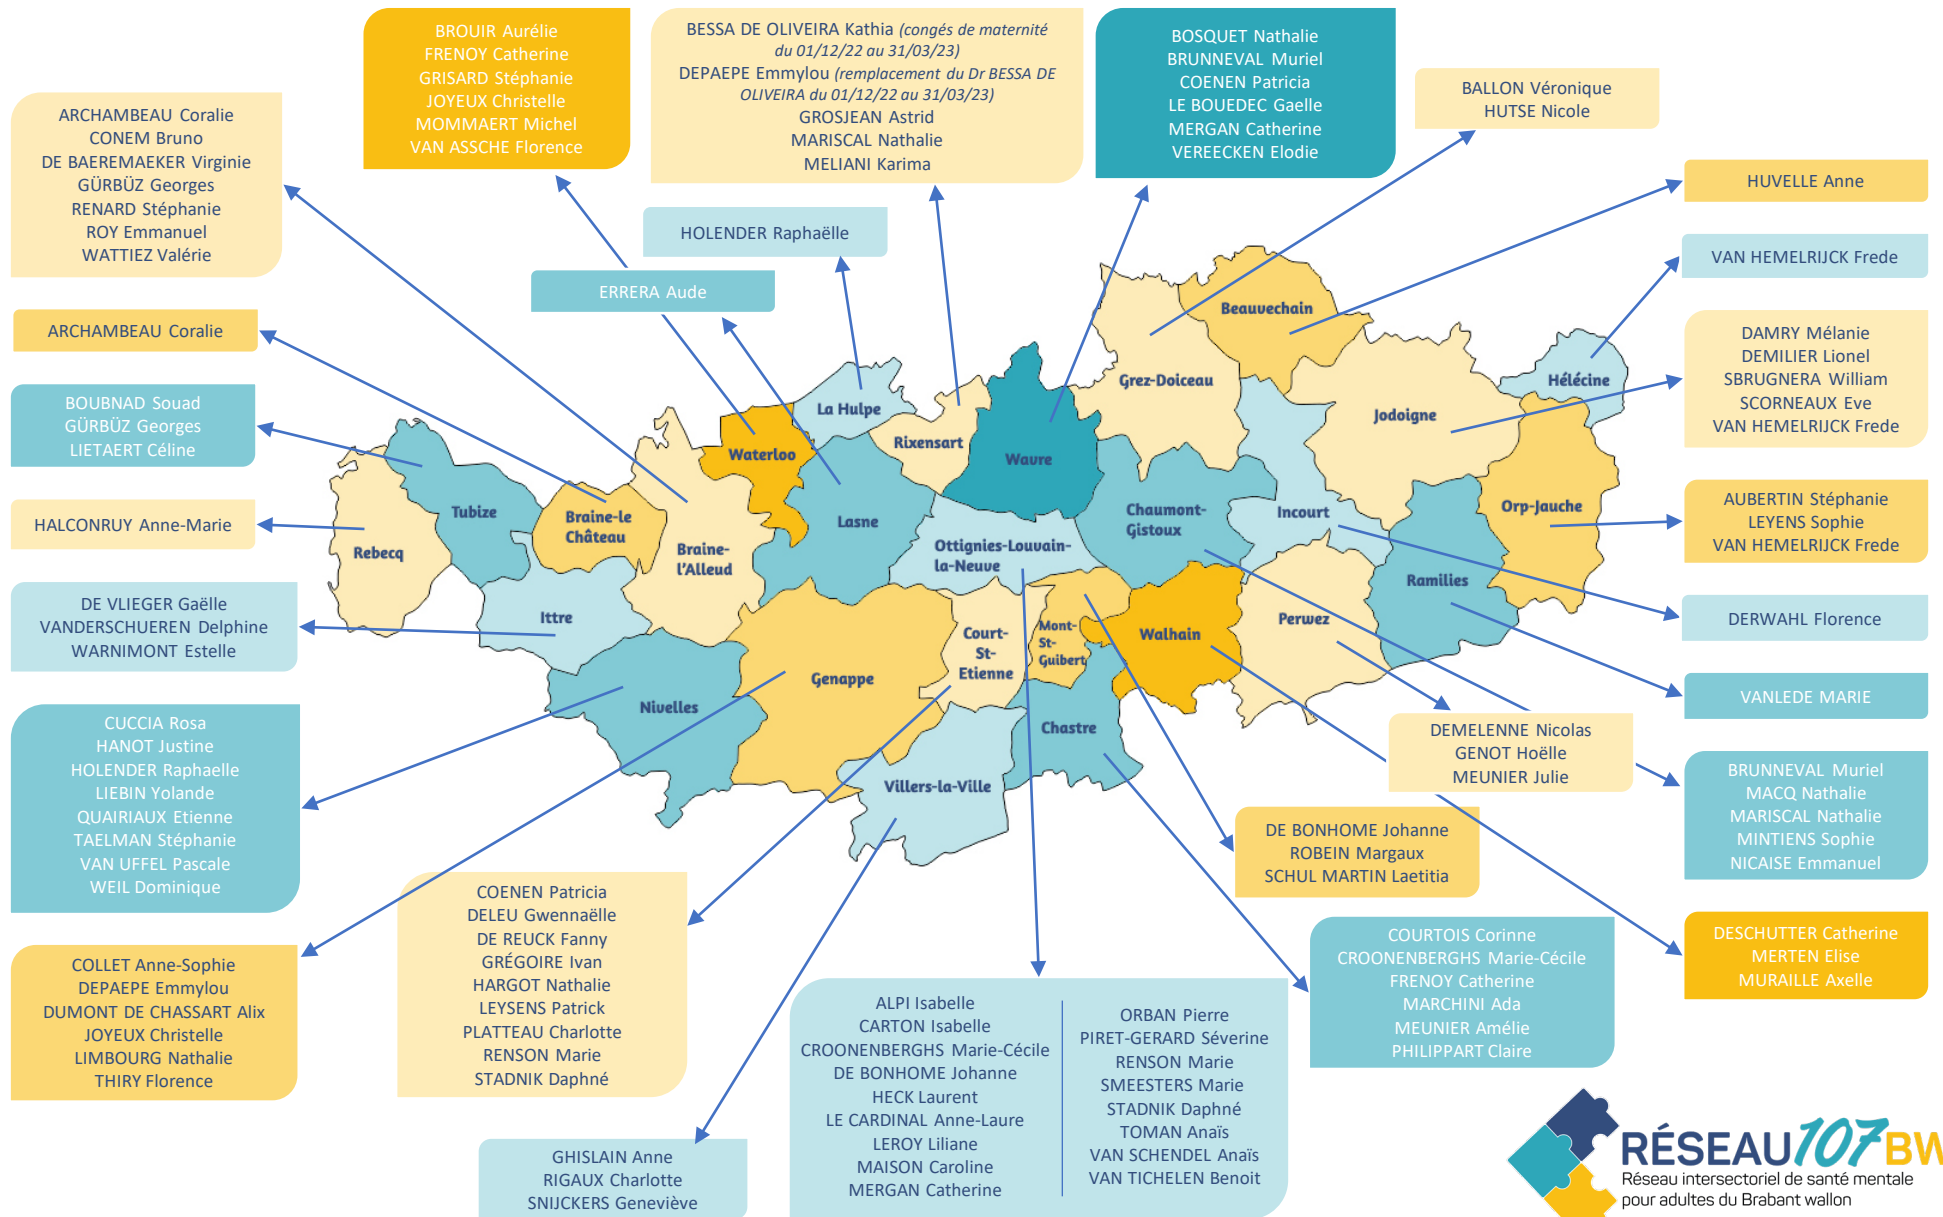 BROUIR Aurélie
FRENOY Catherine
GRISARD Stéphanie
JOYEUX Christelle
MOMMAERT Michel
VAN ASSCHE Florence
BESSA DE OLIVEIRA Kathia (congés de maternité
du 01/12/22 au 31/03/23)
DEPAEPE Emmylou (remplacement du Dr BESSA DE
OLIVEIRA du 01/12/22 au 31/03/23)
GROSJEAN Astrid
MARISCAL Nathalie
MELIANI Karima
BOSQUET Nathalie
BRUNNEVAL Muriel
COENEN Patricia
LE BOUEDEC Gaelle
MERGAN Catherine
VEREECKEN Elodie
BALLON Véronique
HUTSE Nicole
ARCHAMBEAU Coralie
CONEM Bruno
DE BAEREMAEKER Virginie
GÜRBÜZ Georges
RENARD Stéphanie
ROY Emmanuel
WATTIEZ Valérie
HUVELLE Anne
HOLENDER Raphaëlle
VAN HEMELRIJCK Frede
ERRERA Aude
ARCHAMBEAU Coralie
DAMRY Mélanie
DEMILIER Lionel
SBRUGNERA William
SCORNEAUX Eve
VAN HEMELRIJCK Frede
BOUBNAD Souad
GÜRBÜZ Georges
LIETAERT Céline
HALCONRUY Anne-Marie
AUBERTIN Stéphanie
LEYENS Sophie
VAN HEMELRIJCK Frede
DE VLIEGER Gaëlle
VANDERSCHUEREN Delphine
WARNIMONT Estelle
DERWAHL Florence
VANLEDE MARIE
Beauvechain
Grez-Doiceau
Hélécine
Jodoigne
La Hulpe
Rixensart
Waterloo
Wavre
Tubize
Braine-le
Château
Lasne
Chaumont-
Gistoux
Incourt
Orp-Jauche
Rebecq
Braine-
l'Alleud
Ottignies-Louvain-
la-Neuve
Ramilies
Ittre
Court-
St-
Etienne
Mont-
St-
Guibert
Walhain
Perwez
Genappe
Nivelles
Chastre
Villers-la-Ville
CUCCIA Rosa
HANOT Justine
HOLENDER Raphaelle
LIEBIN Yolande
QUAIRIAUX Etienne
TAELMAN Stéphanie
VAN UFFEL Pascale
WEIL Dominique
DEMELENNE Nicolas
GENOT Hoëlle
MEUNIER Julie
BRUNNEVAL Muriel
MACQ Nathalie
MARISCAL Nathalie
MINTIENS Sophie
NICAISE Emmanuel
DE BONHOME Johanne
ROBEIN Margaux
SCHUL MARTIN Laetitia
COLLET Anne-Sophie
DEPAEPE Emmylou
DUMONT DE CHASSART Alix
JOYEUX Christelle
LIMBOURG Nathalie
THIRY Florence
COENEN Patricia
DELEU Gwennaëlle
DE REUCK Fanny
GRÉGOIRE Ivan
HARGOT Nathalie
LEYSENS Patrick
PLATTEAU Charlotte
RENSON Marie
STADNIK Daphné
COURTOIS Corinne
CROONENBERGHS Marie-Cécile
FRENOY Catherine
MARCHINI Ada
MEUNIER Amélie
PHILIPPART Claire
DESCHUTTER Catherine
MERTEN Elise
MURAILLE Axelle
GHISLAIN Anne
RIGAUX Charlotte
SNIJCKERS Geneviève
ALPI Isabelle
CARTON Isabelle
CROONENBERGHS Marie-Cécile
DE BONHOME Johanne
HECK Laurent
LE CARDINAL Anne-Laure
LEROY Liliane
MAISON Caroline
MERGAN Catherine
ORBAN Pierre
PIRET-GERARD Séverine
RENSON Marie
SMEESTERS Marie
STADNIK Daphné
TOMAN Anaïs
VAN SCHENDEL Anaïs
VAN TICHELEN Benoit
RÉSEAU 107 BW
Réseau intersectoriel de santé mentale
pour adultes du Brabant wallon